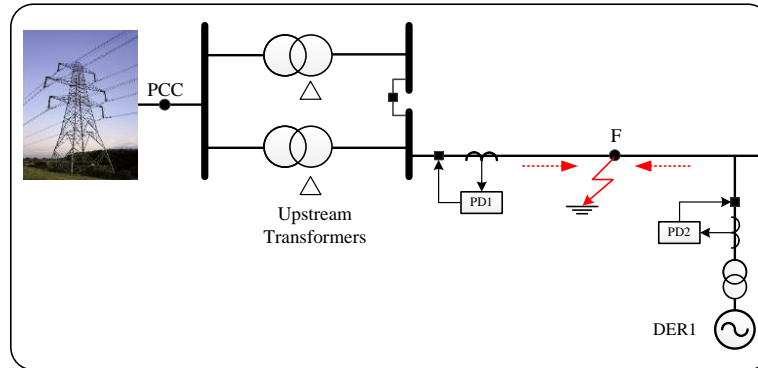 PCC
F
PD1
Upstream
Transformers
PD2
DER1